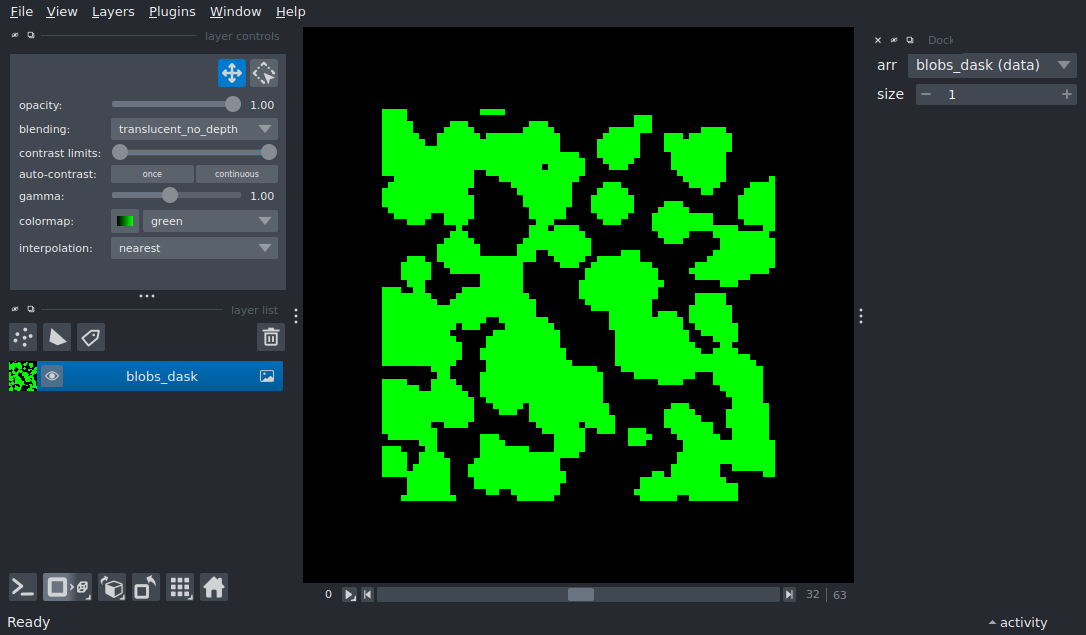 File View Layers Plugins Window Help
layer controls
opacity: 1.00
blending: translucent_no_depth
contrast limits:
auto-contrast: once continuous
gamma: 1.00
colormap: green
interpolation: nearest
layer list
blobs_dask
Dock
arr blobs_dask (data)
size 1
0 32 63
Ready
activity